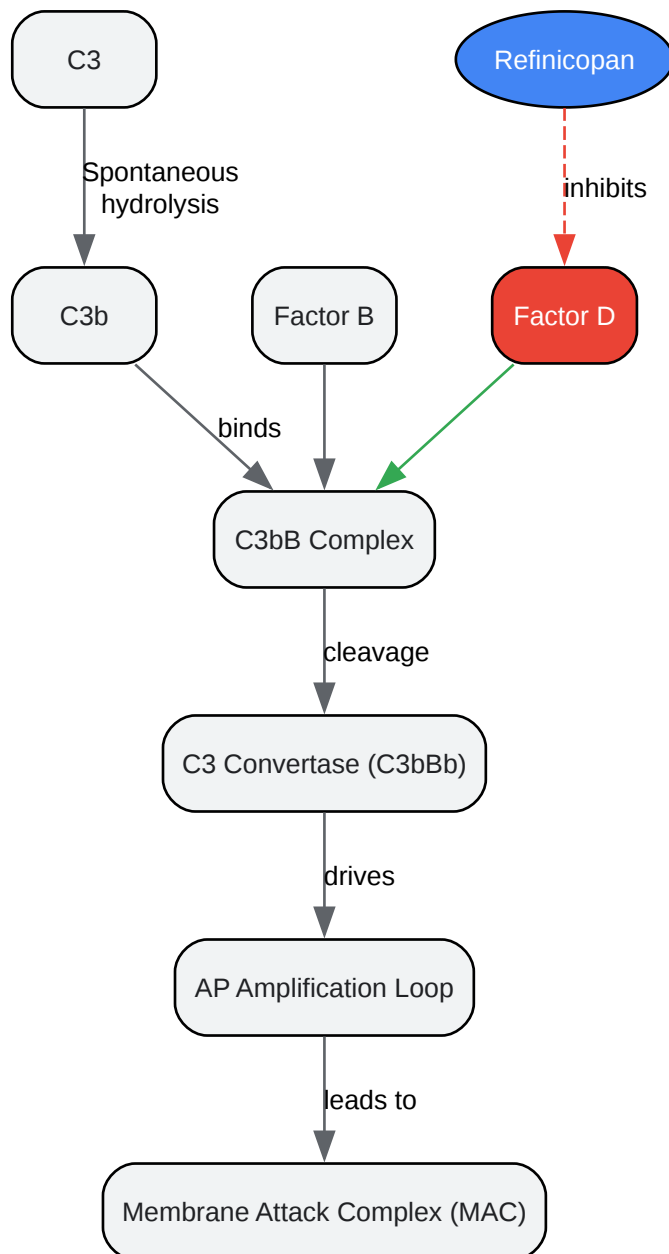 C3
Refinicopan
Spontaneous
hydrolysis
inhibits
C3b
Factor B
Factor D
binds
C3bB Complex
cleavage
C3 Convertase (C3bBb)
drives
AP Amplification Loop
leads to
Membrane Attack Complex (MAC)